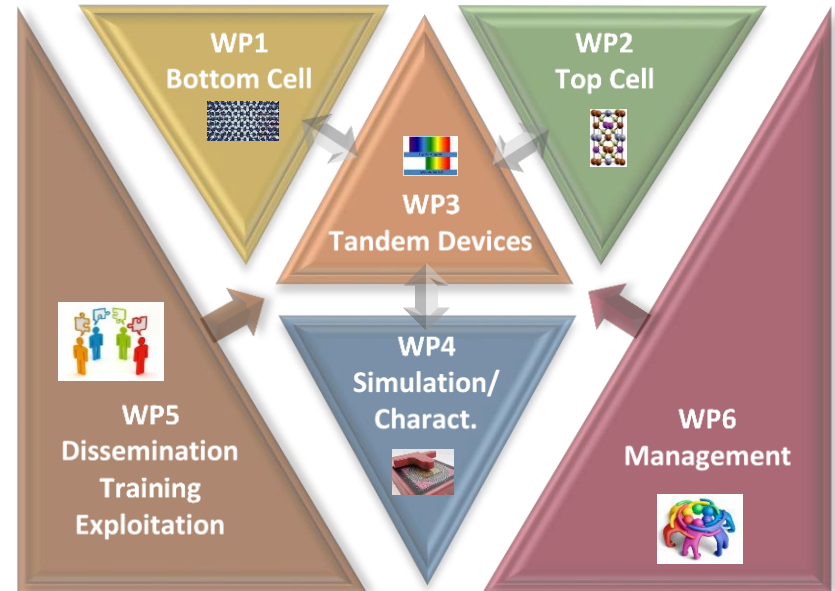 WP1
Bottom Cell
WP2
Top Cell
WP3
Tandem Devices
WP4
Simulation/
Charact.
WP5
Dissemination
Training
Exploitation
WP6
Management